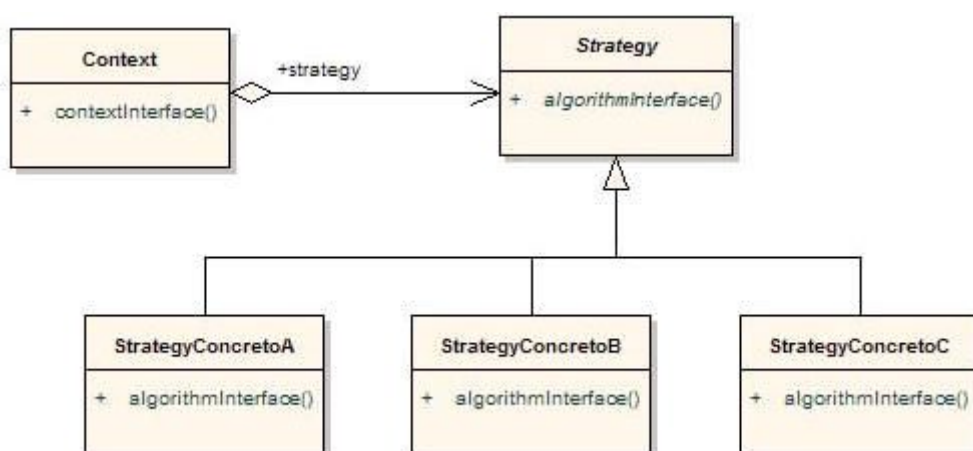 Context
+ contextInterface()
+strategy
Strategy
+ algorithmInterface()
StrategyConcretoA
+ algorithmInterface()
StrategyConcretoB
+ algorithmInterface()
StrategyConcretoC
+ algorithmInterface()